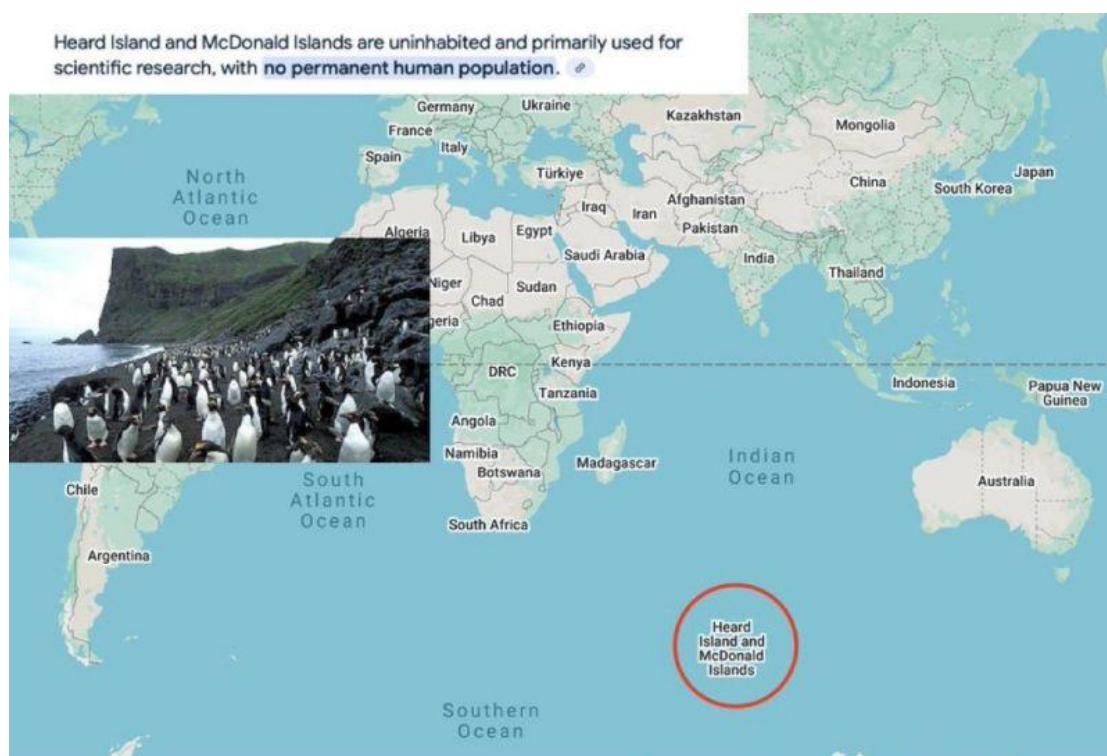 Heard Island and McDonald Islands are uninhabited and primarily used for
scientific research, with no permanent human population.
Germany
Ukraine
Kazakhstan
Mongolia
France
Italy
Spain
Türkiye
China
South Korea
Japan
North
Atlantic
Ocean
Algeria
Libya
Egypt
Iraq
Iran
Afghanistan
Pakistan
Saudi Arabia
India
Thailand
Niger
Chad
Sudan
geria
Ethiopia
DRC
Kenya
Tanzania
Indonesia
Papua New
Guinea
Angola
Namibia
Botswana
Madagascar
Indian
Ocean
Australia
Chile
South
Atlantic
Ocean
South Africa
Argentina
Heard
Island and
McDonald
Islands
Southern
Ocean